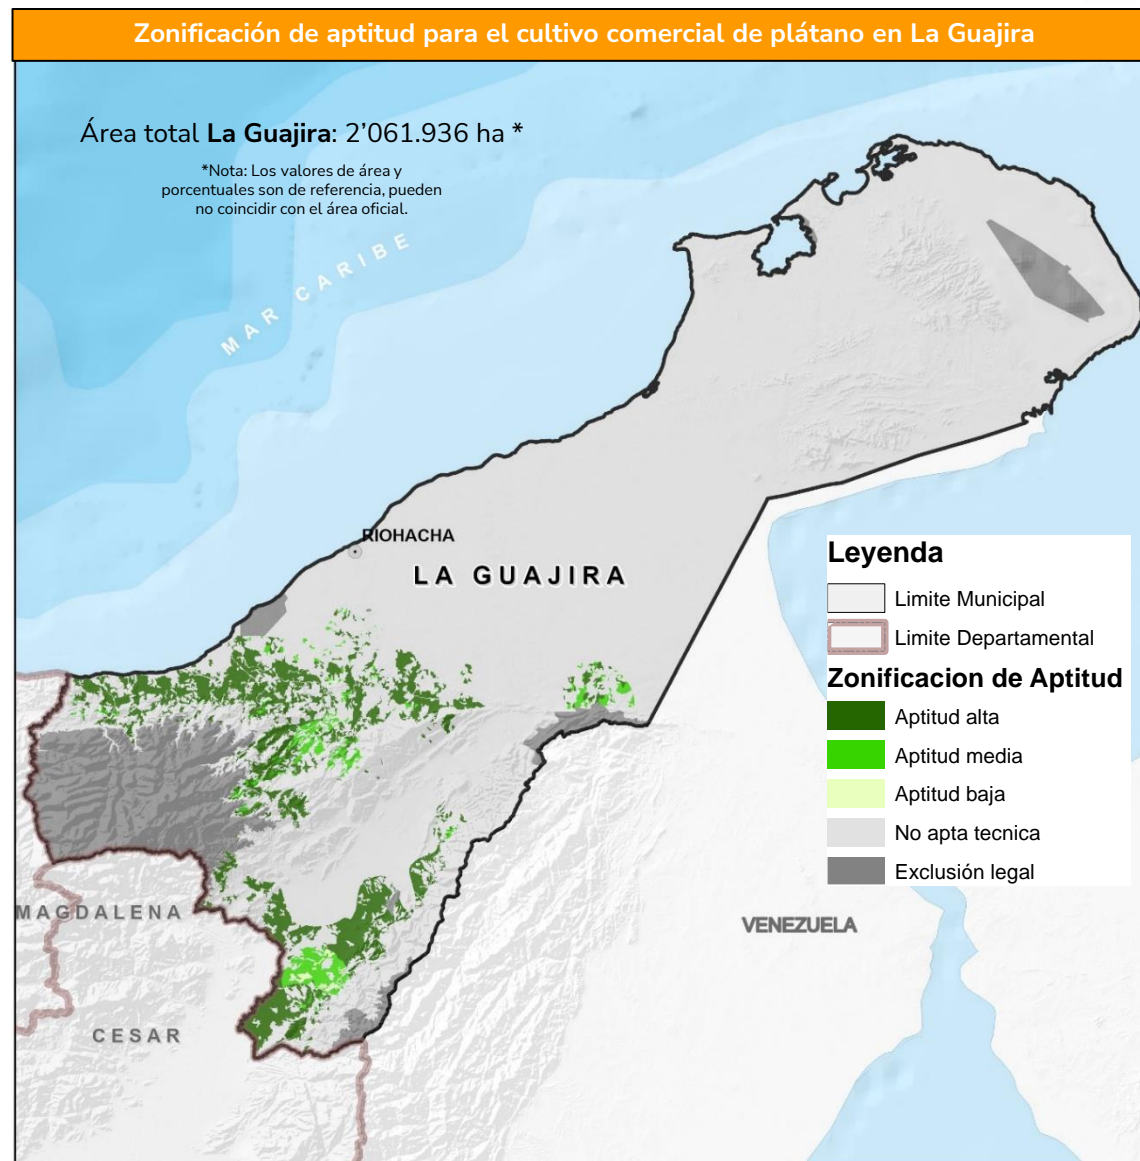 Zonificación de aptitud para el cultivo comercial de plátano en La Guajira
Área total La Guajira: 2’061.936 ha *
*Nota: Los valores de área y
porcentuales son de referencia, pueden
no coincidir con el área oficial.
MAR CARIBE
RIOHACHA
LA GUAJIRA
Leyenda
Limite Municipal
Limite Departamental
Zonificacion de Aptitud
Aptitud alta
Aptitud media
Aptitud baja
No apta tecnica
Exclusión legal
MAGDALENA
VENEZUELA
CESAR